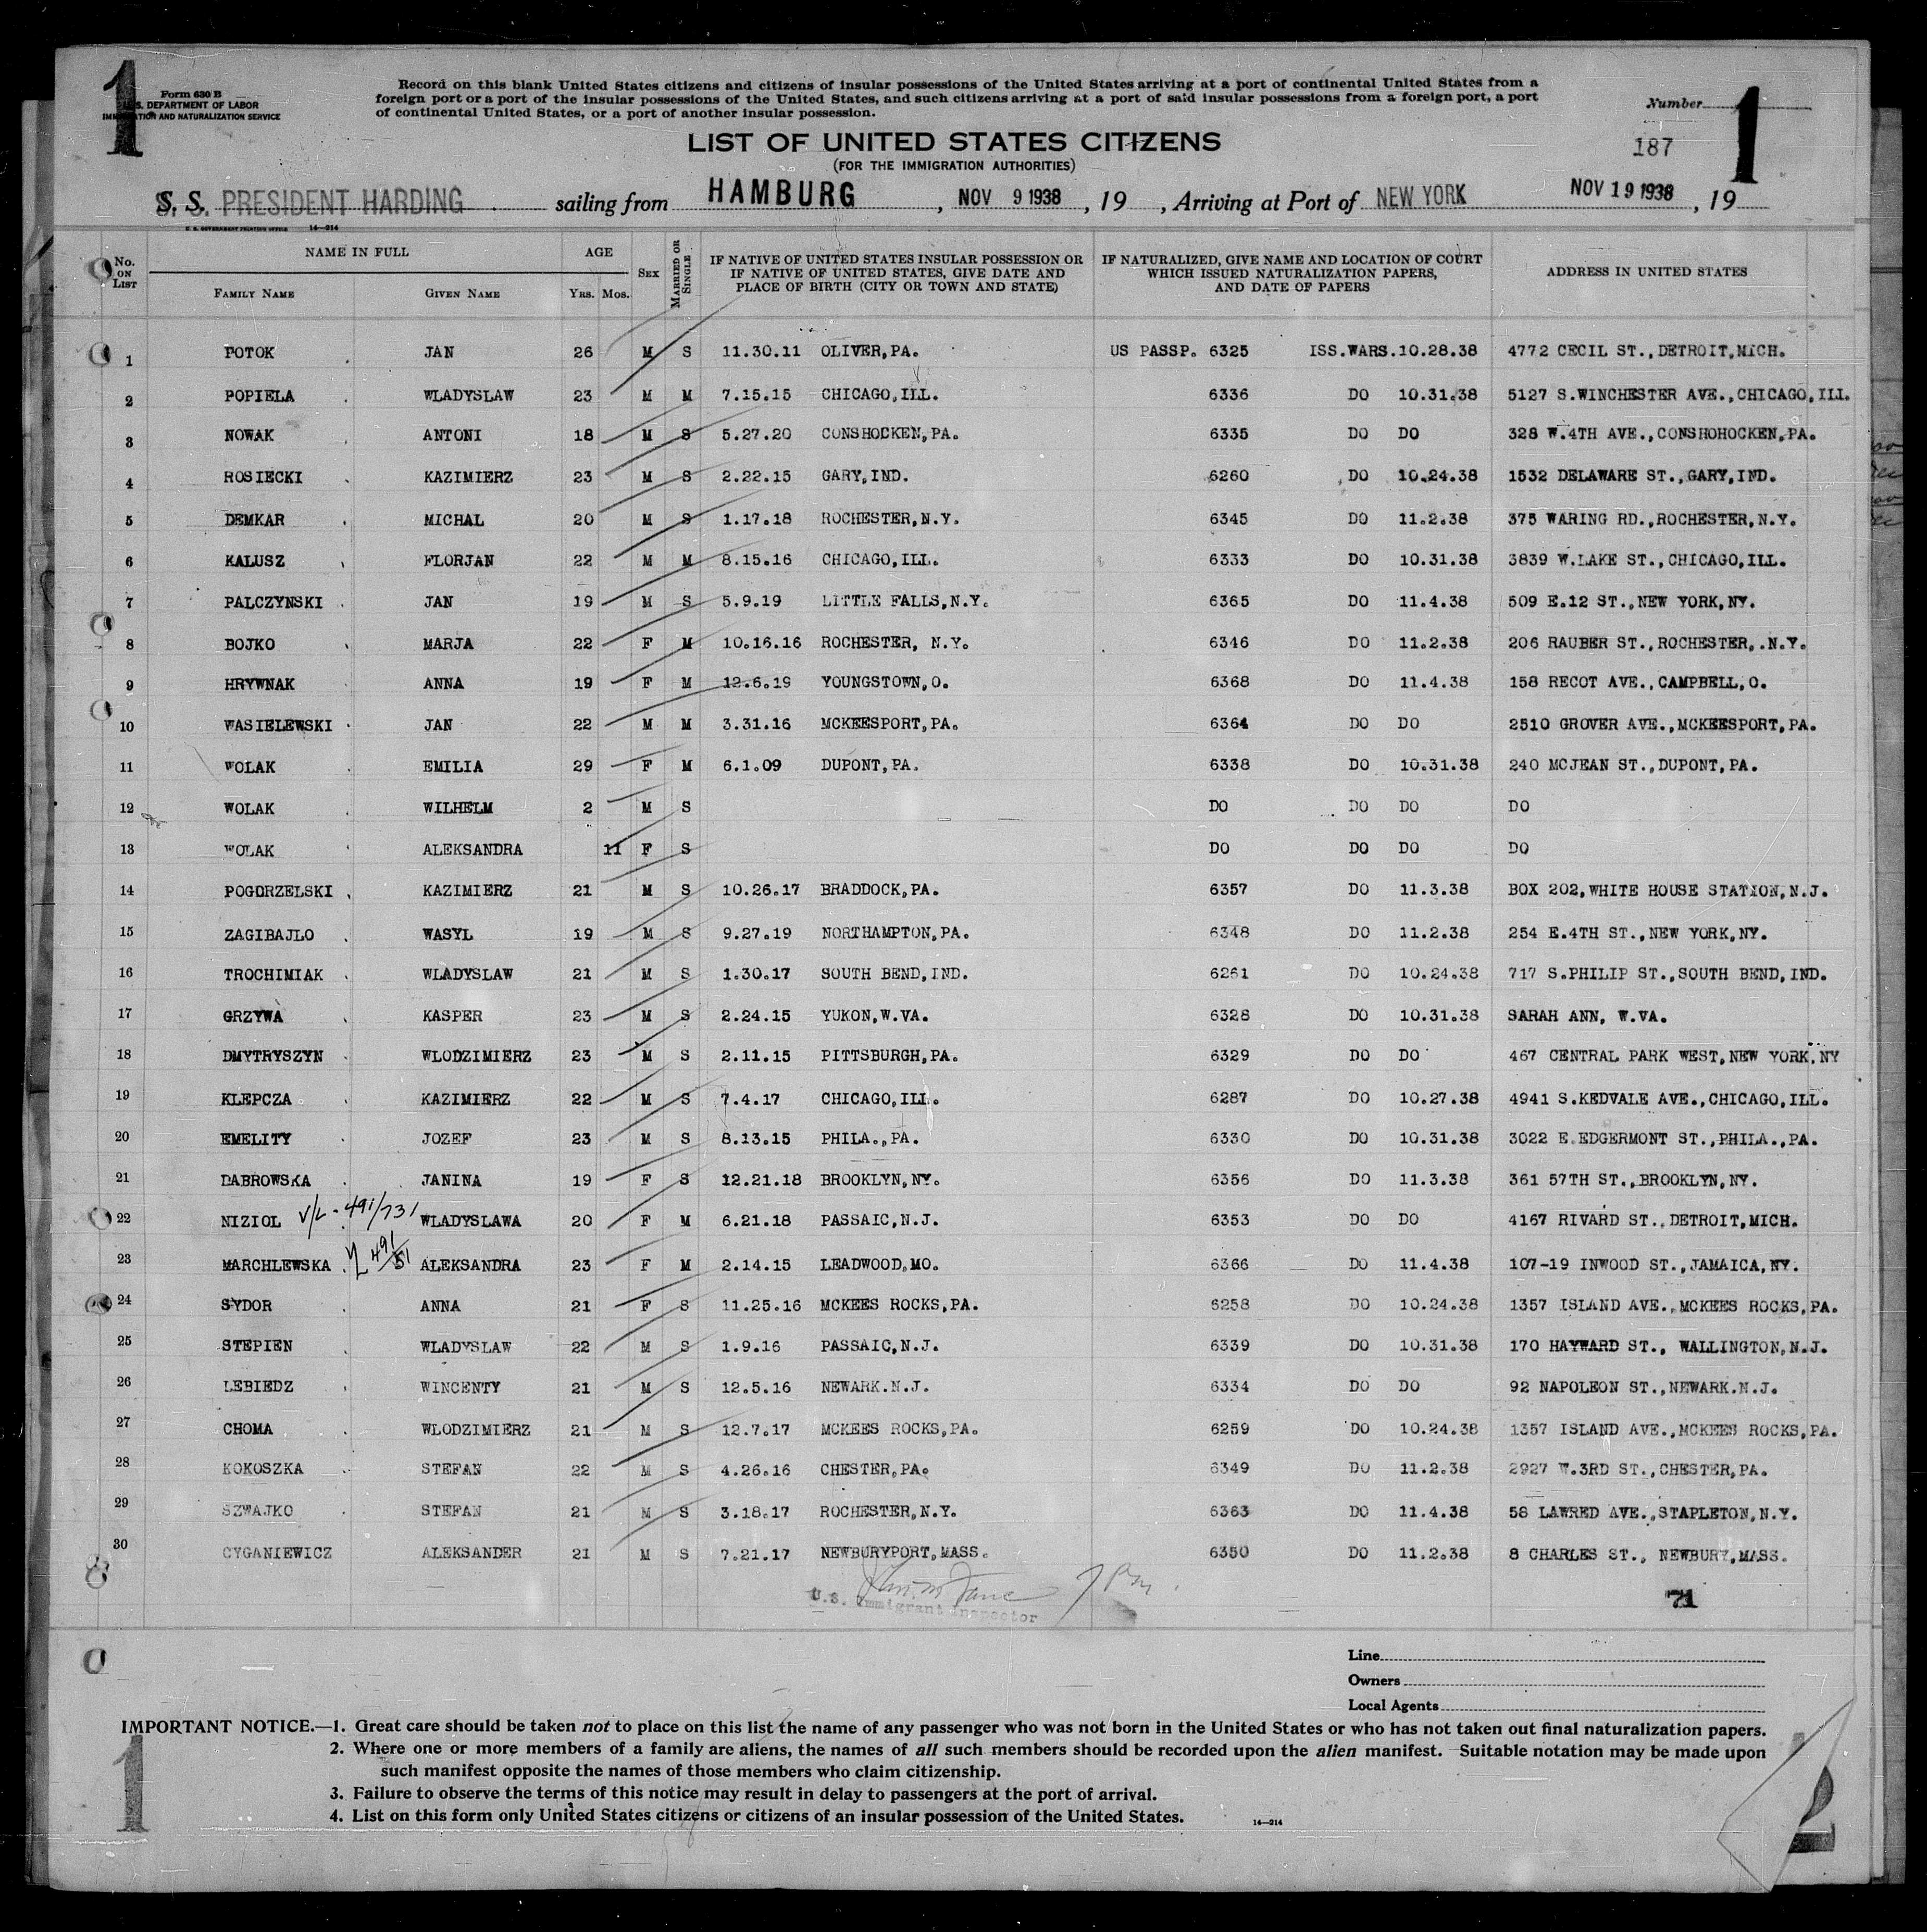 1
Form 630 B
U.S. DEPARTMENT OF LABOR
IMMIGRATION AND NATURALIZATION SERVICE
Record on this blank United States citizens and citizens of insular possessions of the United States arriving at a port of continental United States from a
foreign port or a port of the insular possessions of the United States, and such citizens arriving at a port of said insular possessions from a foreign port, a port
of continental United States, or a port of another insular possession.
Number
187
1
LIST OF UNITED STATES CITIZENS
(FOR THE IMMIGRATION AUTHORITIES)
S. S. PRESIDENT HARDING sailing from HAMBURG, NOV 9 1938, 19 , Arriving at Port of NEW YORK NOV 19 1938, 19
U. S. GOVERNMENT PRINTING OFFICE 14—214
No. ON LIST NAME IN FULL AGE SEX MARRIED OR SINGLE IF NATIVE OF UNITED STATES INSULAR POSSESSION OR IF NATIVE OF UNITED STATES, GIVE DATE AND PLACE OF BIRTH (CITY OR TOWN AND STATE) IF NATURALIZED, GIVE NAME AND LOCATION OF COURT WHICH ISSUED NATURALIZATION PAPERS, AND DATE OF PAPERS ADDRESS IN UNITED STATES
FAMILY NAME GIVEN NAME YRS. MOS.
1 POTOK JAN 26 M S 11.30.11 OLIVER,PA. US PASSP. 6325 ISS.WARS.10.28.38 4772 CECIL ST.,DETROIT,MICH.
2 POPIELA WLADYSLAW 23 M M 7.15.15 CHICAGO,ILL. 6336 DO 10.31.38 5127 S.WINCHESTER AVE.,CHICAGO,ILL.
3 NOWAK ANTONI 18 M S 5.27.20 CONSHOCKEN,PA. 6335 DO DO 328 W.4TH AVE.,CONSHOHOCKEN,PA.
4 ROSIECKI KAZIMIERZ 23 M S 2.22.15 GARY,IND. 6260 DO 10.24.38 1532 DELAWARE ST.,GARY,IND.
5 DEMKAR MICHAL 20 M S 1.17.18 ROCHESTER,N.Y. 6345 DO 11.2.38 375 WARING RD.,ROCHESTER,N.Y.
6 KALUSZ FLORJAN 22 M M 8.15.16 CHICAGO,ILL. 6333 DO 10.31.38 3839 W.LAKE ST.,CHICAGO,ILL.
7 PALCZYNSKI JAN 19 M S 5.9.19 LITTLE FALLS,N.Y. 6365 DO 11.4.38 509 E.12 ST.,NEW YORK,NY.
8 BOJKO MARJA 22 F M 10.16.16 ROCHESTER, N.Y. 6346 DO 11.2.38 206 RAUBER ST.,ROCHESTER,.N.Y.
9 HRYWNAK ANNA 19 F M 12.6.19 YOUNGSTOWN,O. 6368 DO 11.4.38 158 RECOT AVE.,CAMPBELL,O.
10 WASIELEWSKI JAN 22 M M 3.31.16 MCKEESPORT,PA. 6364 DO DO 2510 GROVER AVE.,MCKEESPORT,PA.
11 WOLAK EMILIA 29 F M 6.1.09 DUPONT,PA. 6338 DO 10.31.38 240 MCJEAN ST.,DUPONT,PA.
12 WOLAK WILHELM 2 M S DO DO DO DO
13 WOLAK ALEKSANDRA 11 F S DO DO DO DO
14 POGORZELSKI KAZIMIERZ 21 M S 10.26.17 BRADDOCK,PA. 6357 DO 11.3.38 BOX 202,WHITE HOUSE STATION,N.J.
15 ZAGIBAJLO WASYL 19 M S 9.27.19 NORTHAMPTON,PA. 6348 DO 11.2.38 254 E.4TH ST.,NEW YORK,NY.
16 TROCHIMIAK WLADYSLAW 21 M S 1.30.17 SOUTH BEND,IND. 6261 DO 10.24.38 717 S.PHILIP ST.,SOUTH BEND,IND.
17 GRZYWA KASPER 23 M S 2.24.15 YUKON,W.VA. 6328 DO 10.31.38 SARAH ANN, W.VA.
18 DMYTRYSZYN WLODZIMIERZ 23 M S 2.11.15 PITTSBURGH,PA. 6329 DO DO 467 CENTRAL PARK WEST,NEW YORK,NY
19 KLEPCZA KAZIMIERZ 22 M S 7.4.17 CHICAGO,ILL. 6287 DO 10.27.38 4941 S.KEDVALE AVE.,CHICAGO,ILL.
20 EMELITY JOZEF 23 M S 8.13.15 PHILA.,PA. 6330 DO 10.31.38 3022 E.EDGERMONT ST.,PHILA.,PA.
21 DABROWSKA JANINA 19 F S 12.21.18 BROOKLYN,NY. 6356 DO 11.3.38 361 57TH ST.,BROOKLYN,NY.
22 NIZIOL V/L-491/731 WLADYSLAWA 20 F M 6.21.18 PASSAIC,N.J. 6353 DO DO 4167 RIVARD ST.,DETROIT,MICH.
23 MARCHLEWSKA ALEKSANDRA 23 F M 2.14.15 LEADWOOD,MO. 6366 DO 11.4.38 107-19 INWOOD ST.,JAMAICA,NY.
24 SYDOR ANNA 21 F S 11.25.16 MCKEES ROCKS,PA. 6258 DO 10.24.38 1357 ISLAND AVE.,MCKEES ROCKS,PA.
25 STEPIEN WLADYSLAW 22 M S 1.9.16 PASSAIC,N.J. 6339 DO 10.31.38 170 HAYWARD ST., WALLINGTON,N.J.
26 LEBIEDZ WINCENTY 21 M S 12.5.16 NEWARK.N.J. 6334 DO DO 92 NAPOLEON ST.,NEWARK.N.J.
27 CHOMA WLODZIMIERZ 21 M S 12.7.17 MCKEES ROCKS,PA. 6259 DO 10.24.38 1357 ISLAND AVE.,MCKEES ROCKS,PA.
28 KOKOSZKA STEFAN 22 M S 4.26.16 CHESTER,PA. 6349 DO 11.2.38 2927 W.3RD ST.,CHESTER,PA.
29 SZWAJKO STEFAN 21 M S 3.18.17 ROCHESTER,N.Y. 6363 DO 11.4.38 58 LAWRED AVE.,STAPLETON,N.Y.
30 CYGANIEWICZ ALEKSANDER 21 M S 7.21.17 NEWBURYPORT,MASS. 6350 DO 11.2.38 8 CHARLES ST., NEWBURY,MASS.
U.S. Immigrant Inspector
71
Line
Owners
Local Agents
IMPORTANT NOTICE.—1. Great care should be taken not to place on this list the name of any passenger who was not born in the United States or who has not taken out final naturalization papers.
2. Where one or more members of a family are aliens, the names of all such members should be recorded upon the alien manifest. Suitable notation may be made upon
such manifest opposite the names of those members who claim citizenship.
3. Failure to observe the terms of this notice may result in delay to passengers at the port of arrival.
4. List on this form only United States citizens or citizens of an insular possession of the United States.
14—214
1
2